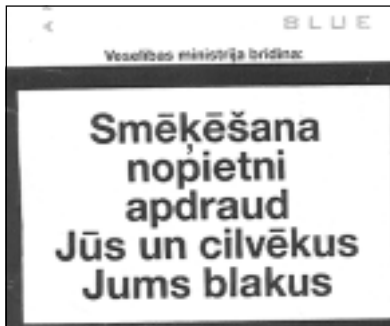 BLUE
Veselības ministrija brīdina:
Smēķēšana
nopietni
apdraud
Jūs un cilvēkus
Jums blakus